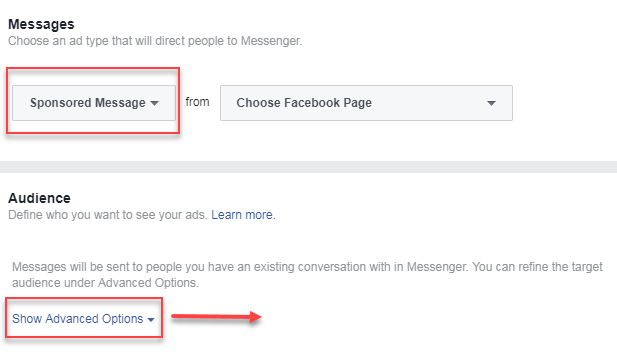 Messages
Choose an ad type that will direct people to Messenger.
Sponsored Message from Choose Facebook Page
Audience
Define who you want to see your ads. Learn more.
Messages will be sent to people you have an existing conversation with in Messenger. You can refine the target
audience under Advanced Options.
Show Advanced Options